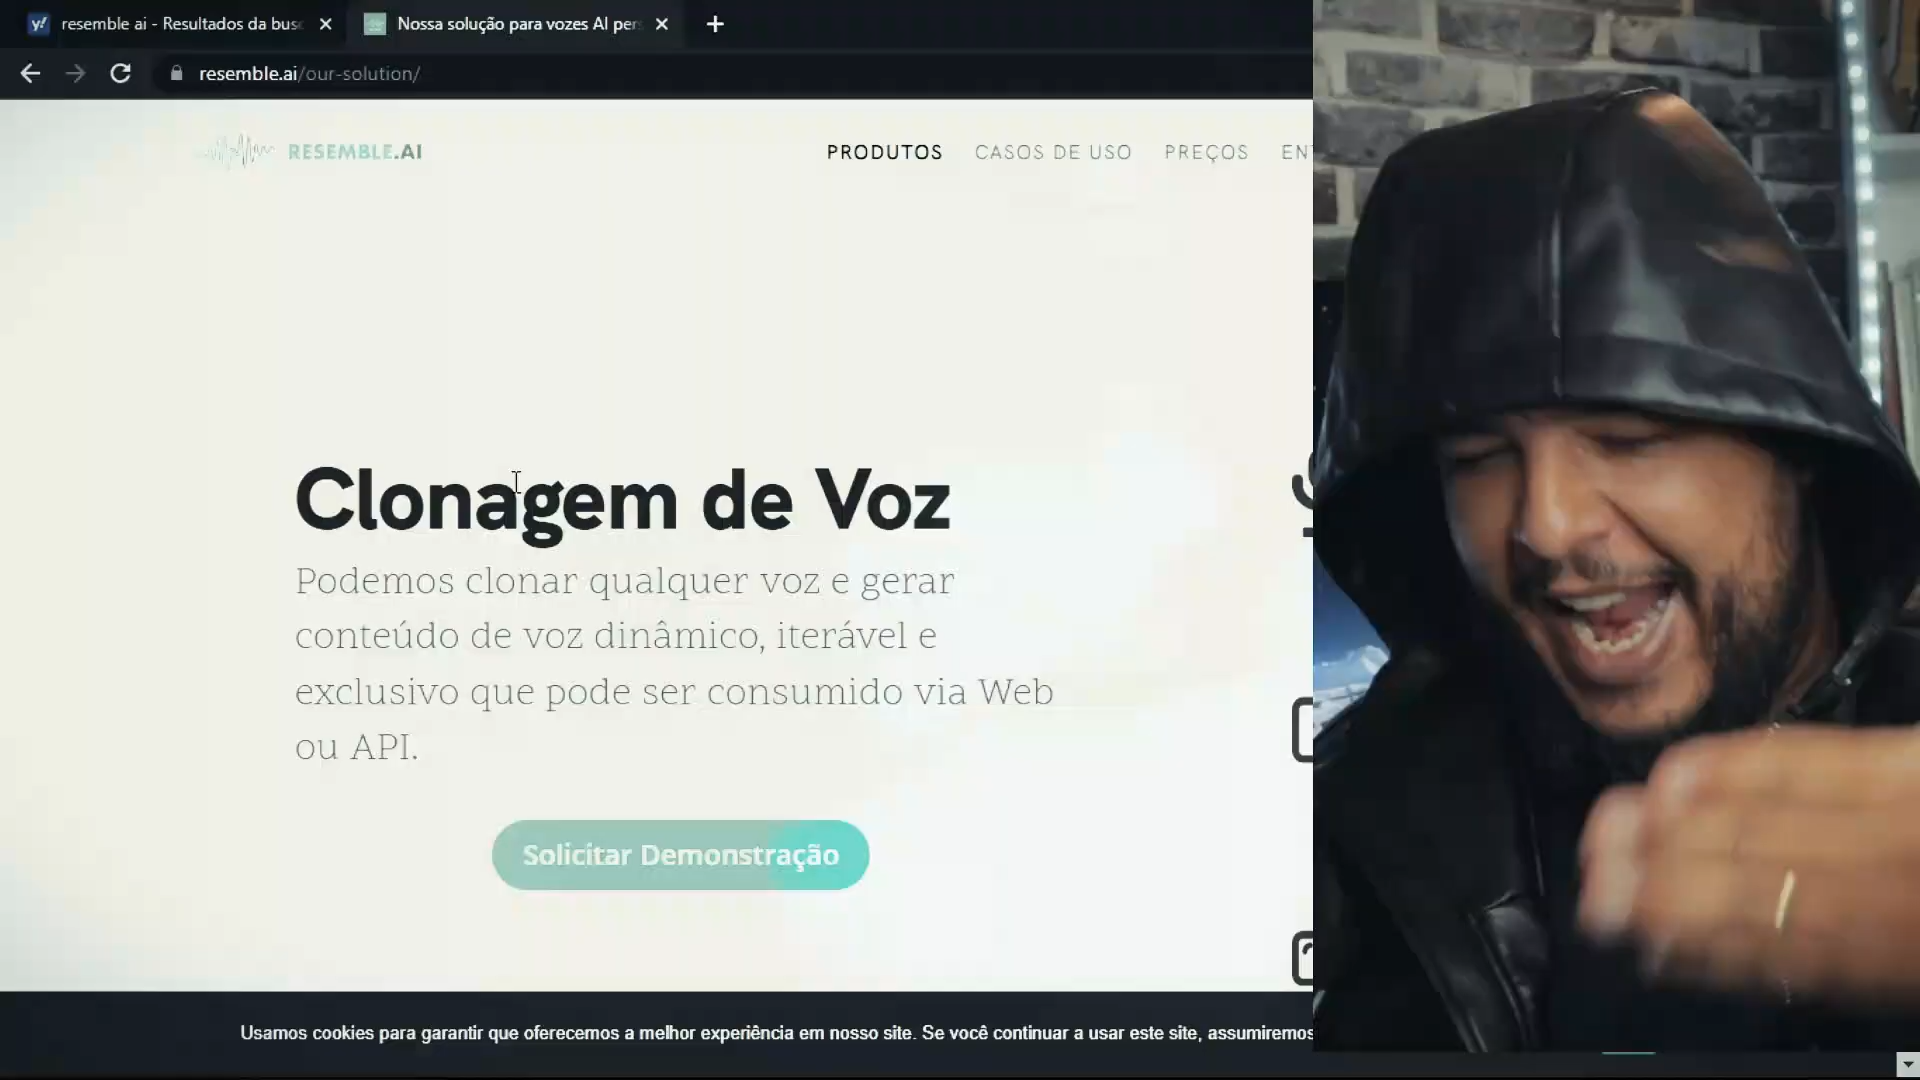 resemble ai - Resultados da bus
Nossa solução para vozes AI per
resemble.ai/our-solution/
RESEMBLE.AI
PRODUTOS
CASOS DE USO
PREÇOS
EN
Clonagem de Voz
Podemos clonar qualquer voz e gerar
conteúdo de voz dinâmico, iterável e
exclusivo que pode ser consumido via Web
ou API.
Solicitar Demonstração
Usamos cookies para garantir que oferecemos a melhor experiência em nosso site. Se você continuar a usar este site, assumiremos